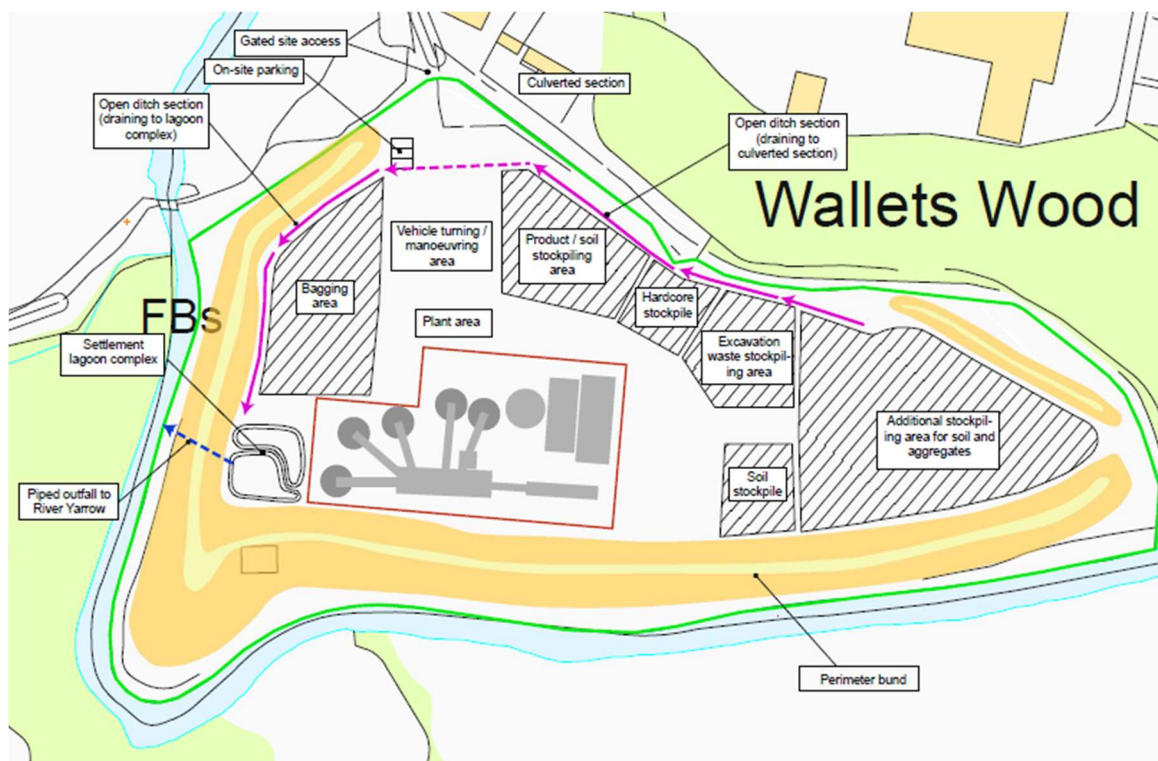 Gated site access
On-site parking
Culverted section
Open ditch section
(draining to lagoon
complex)
Open ditch section
(draining to
culverted section)
Wallets Wood
Vehicle turning /
manoeuvring
area
Product / soil
stockpiling
area
Bagging
area
Hardcore
stockpile
FBs
Plant area
Settlement
lagoon complex
Excavation
waste stockpil-
ing area
Additional stockpil-
ing area for soil and
aggregates
Soil
stockpile
Piped outfall to
River Yarrow
Perimeter bund